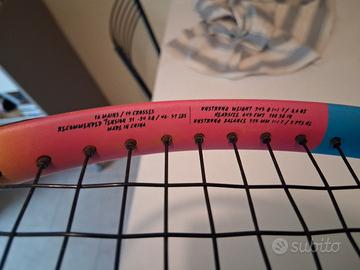 16 MAINS / 19 CROSSES
RECOMMENDED TENSION 21 - 26 KG / 46 - 57 LBS
MADE IN CHINA
UNSTRUNG WEIGHT
HEADSIZE 645 CM2 / 100 SQ IN
UNSTRUNG BALANCE
subito